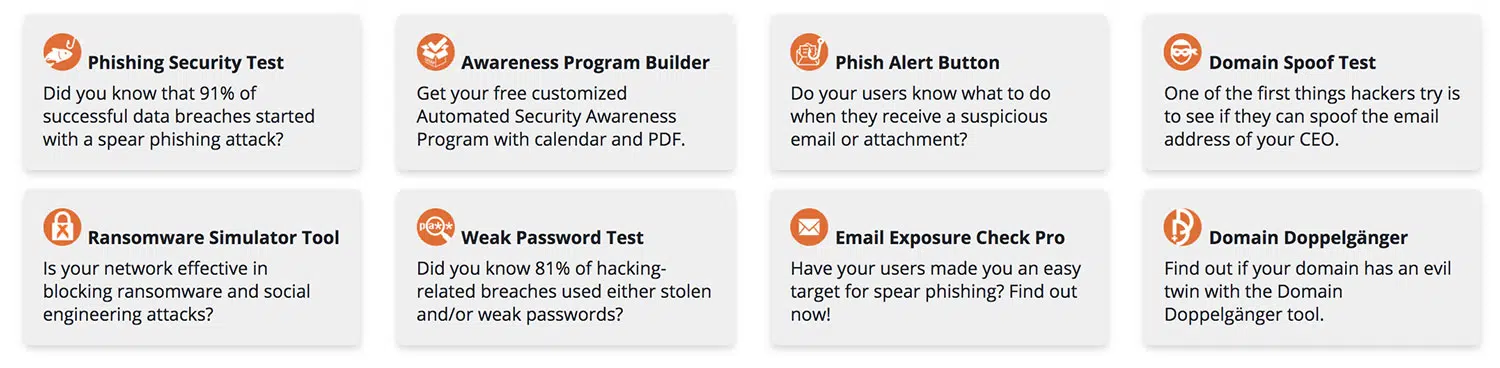 Phishing Security Test
Did you know that 91% of
successful data breaches started
with a spear phishing attack?
Awareness Program Builder
Get your free customized
Automated Security Awareness
Program with calendar and PDF.
Phish Alert Button
Do your users know what to do
when they receive a suspicious
email or attachment?
Domain Spoof Test
One of the first things hackers try is
to see if they can spoof the email
address of your CEO.
Ransomware Simulator Tool
Is your network effective in
blocking ransomware and social
engineering attacks?
pa**
Weak Password Test
Did you know 81% of hacking-
related breaches used either stolen
and/or weak passwords?
Email Exposure Check Pro
Have your users made you an easy
target for spear phishing? Find out
now!
Domain Doppelgänger
Find out if your domain has an evil
twin with the Domain
Doppelgänger tool.